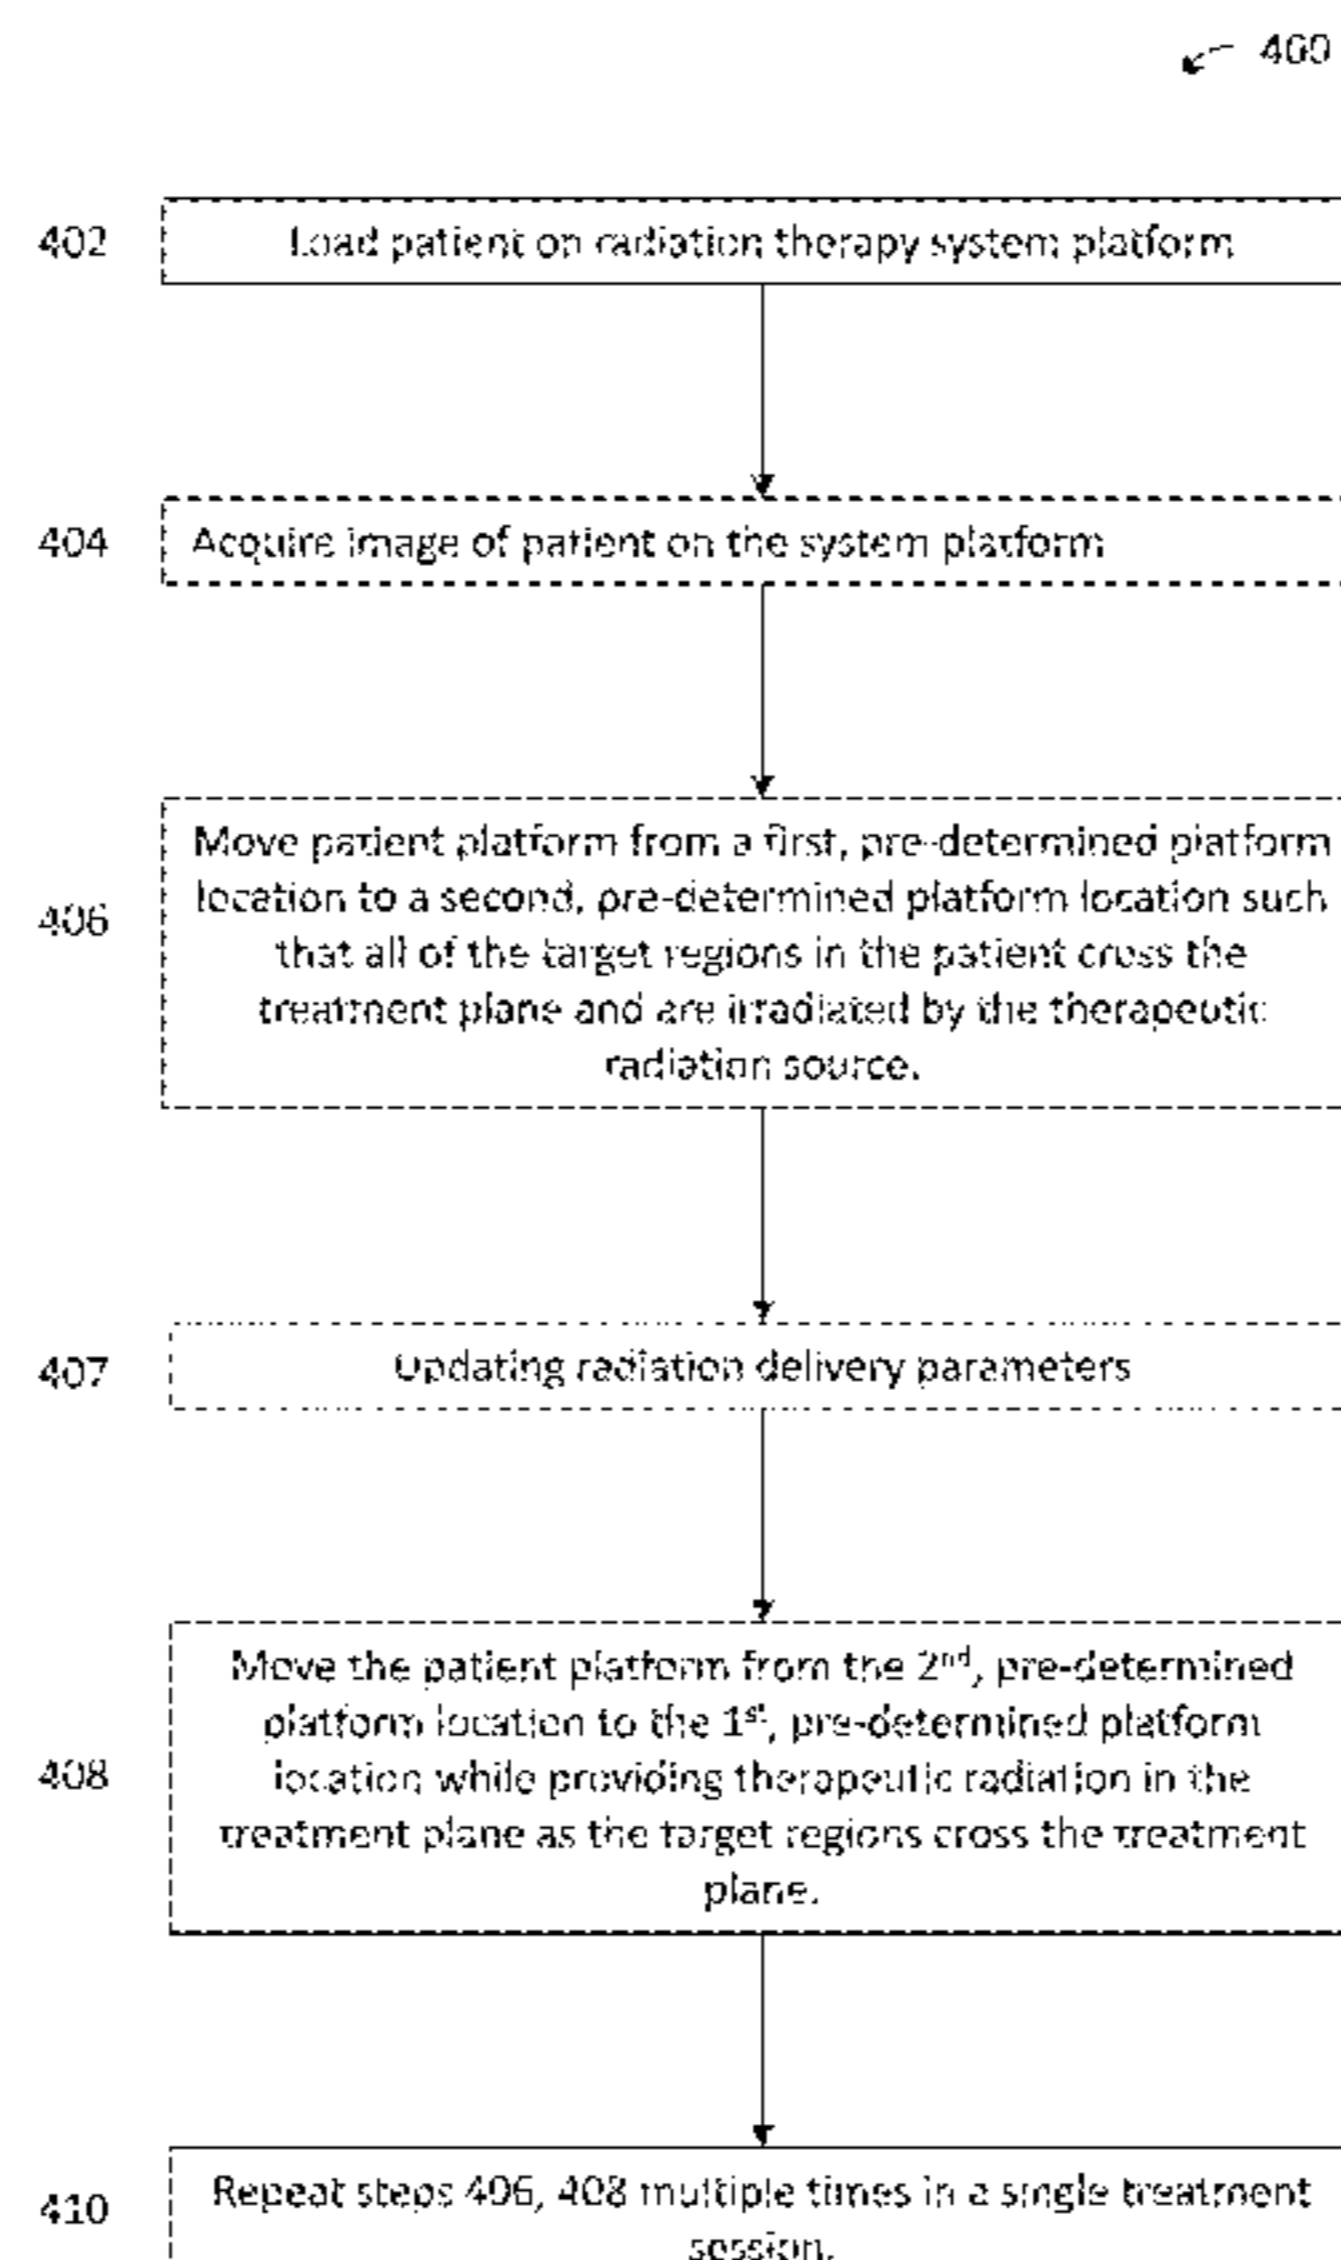 400
402
Load patient on radiation therapy system platform
404
Acquire image of patient on the system platform
406
Move patient platform from a first, pre-determined platform
location to a second, pre-determined platform location such
that all of the target regions in the patient cross the
treatment plane and are irradiated by the therapeutic
radiation source.
407
Updating radiation delivery parameters
408
Move the patient platform from the 2nd, pre-determined
platform location to the 1st, pre-determined platform
location while providing therapeutic radiation in the
treatment plane as the target regions cross the treatment
plane.
410
Repeat steps 406, 408 multiple times in a single treatment
session.